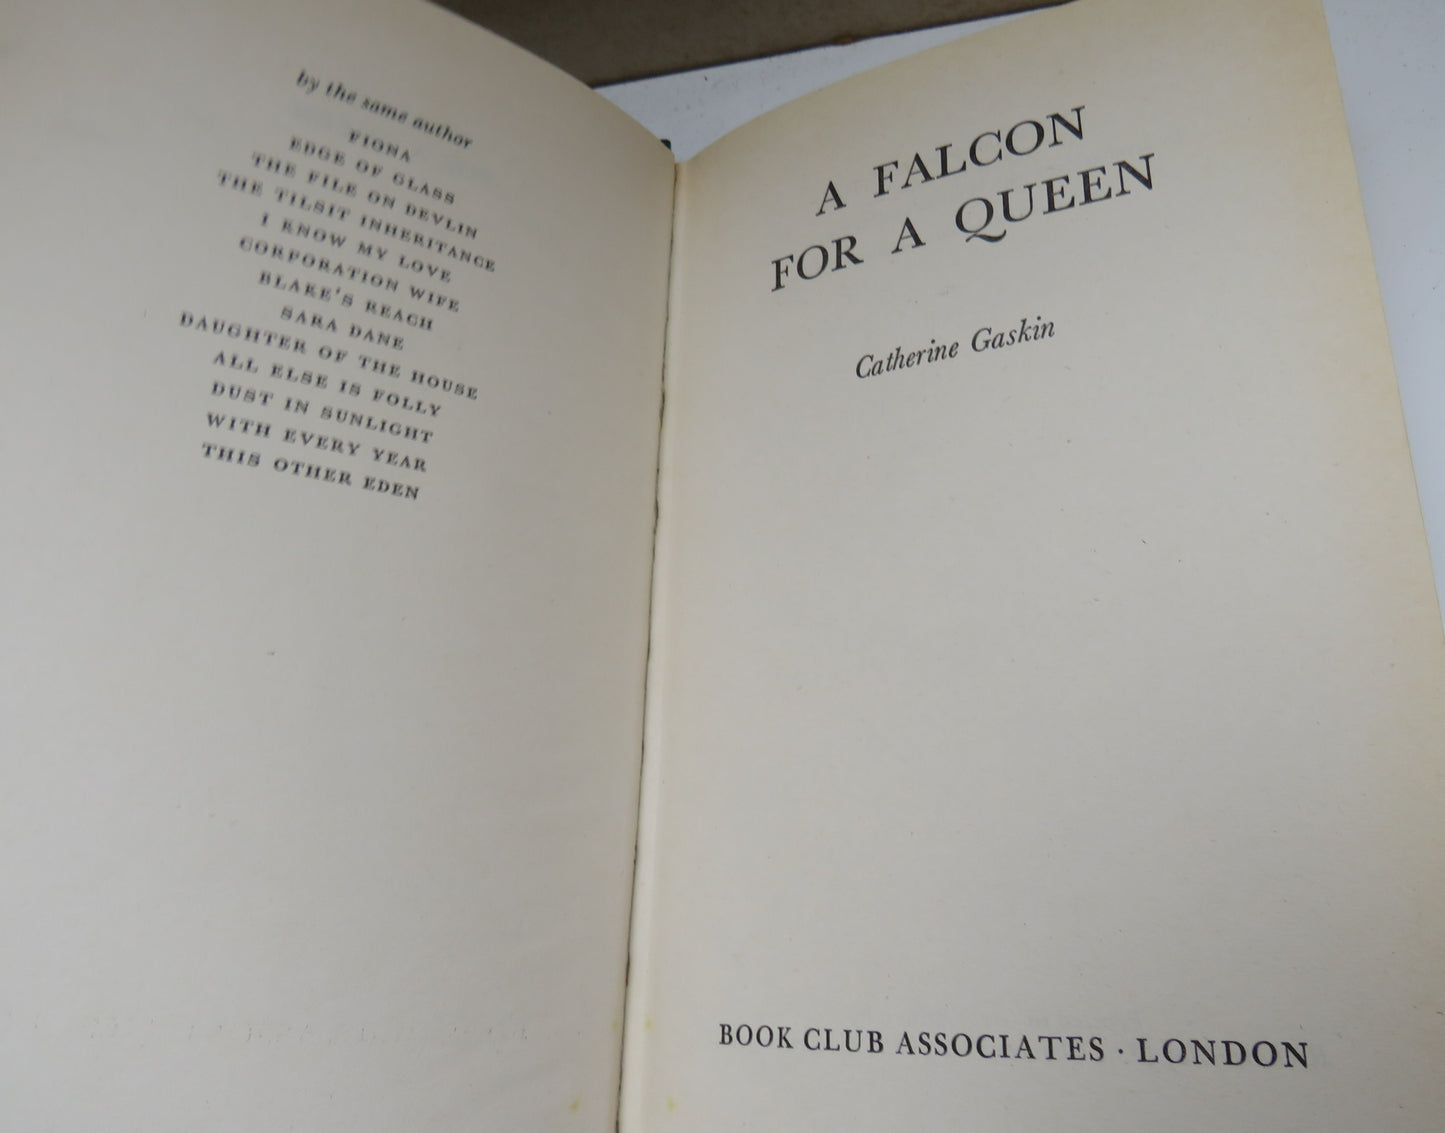 by the same author
FIONA
EDGE OF GLASS
THE FILE ON DEVLIN
THE TILSIT INHERITANCE
I KNOW MY LOVE
CORPORATION WIFE
BLAKE'S REACH
SARA DANE
DAUGHTER OF THE HOUSE
ALL ELSE IS FOLLY
DUST IN SUNLIGHT
WITH EVERY YEAR
THIS OTHER EDEN
A FALCON
FOR A QUEEN
Catherine Gaskin
BOOK CLUB ASSOCIATES · LONDON